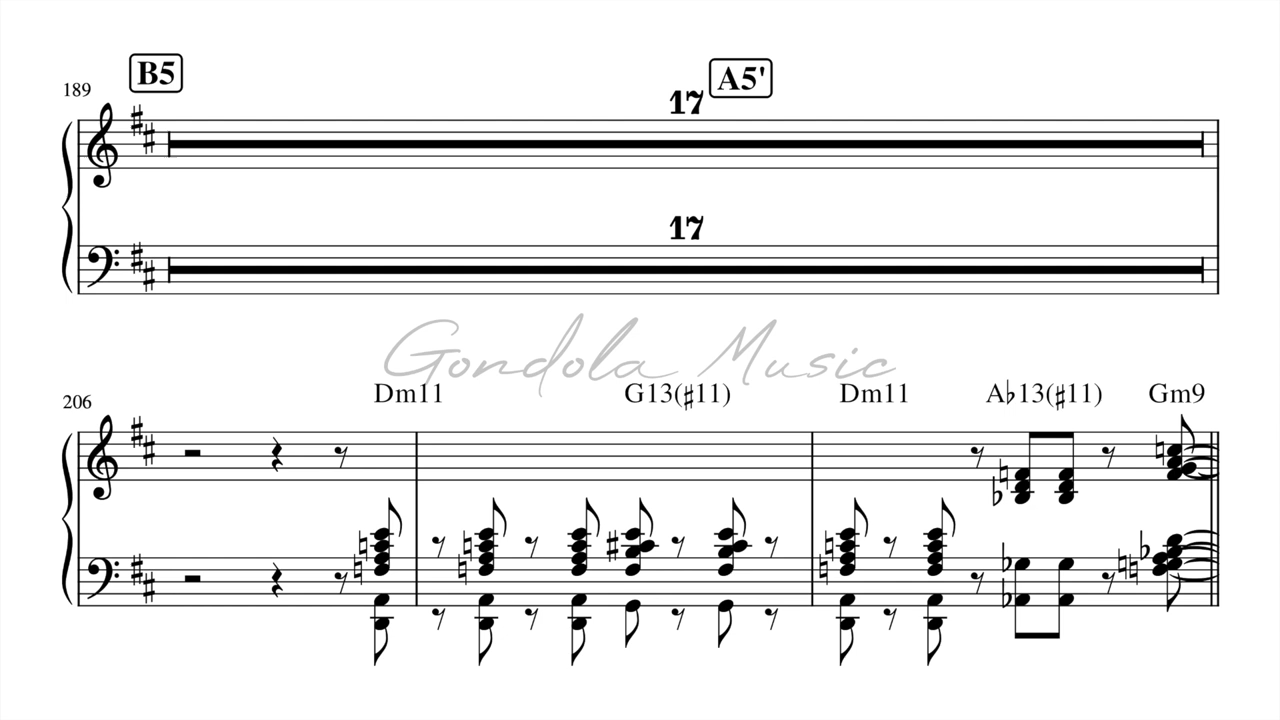 B5 A5'
189
17
17
Gondola Music
Dm11 G13(♯11) Dm11 A♭13(♯11) Gm9
206